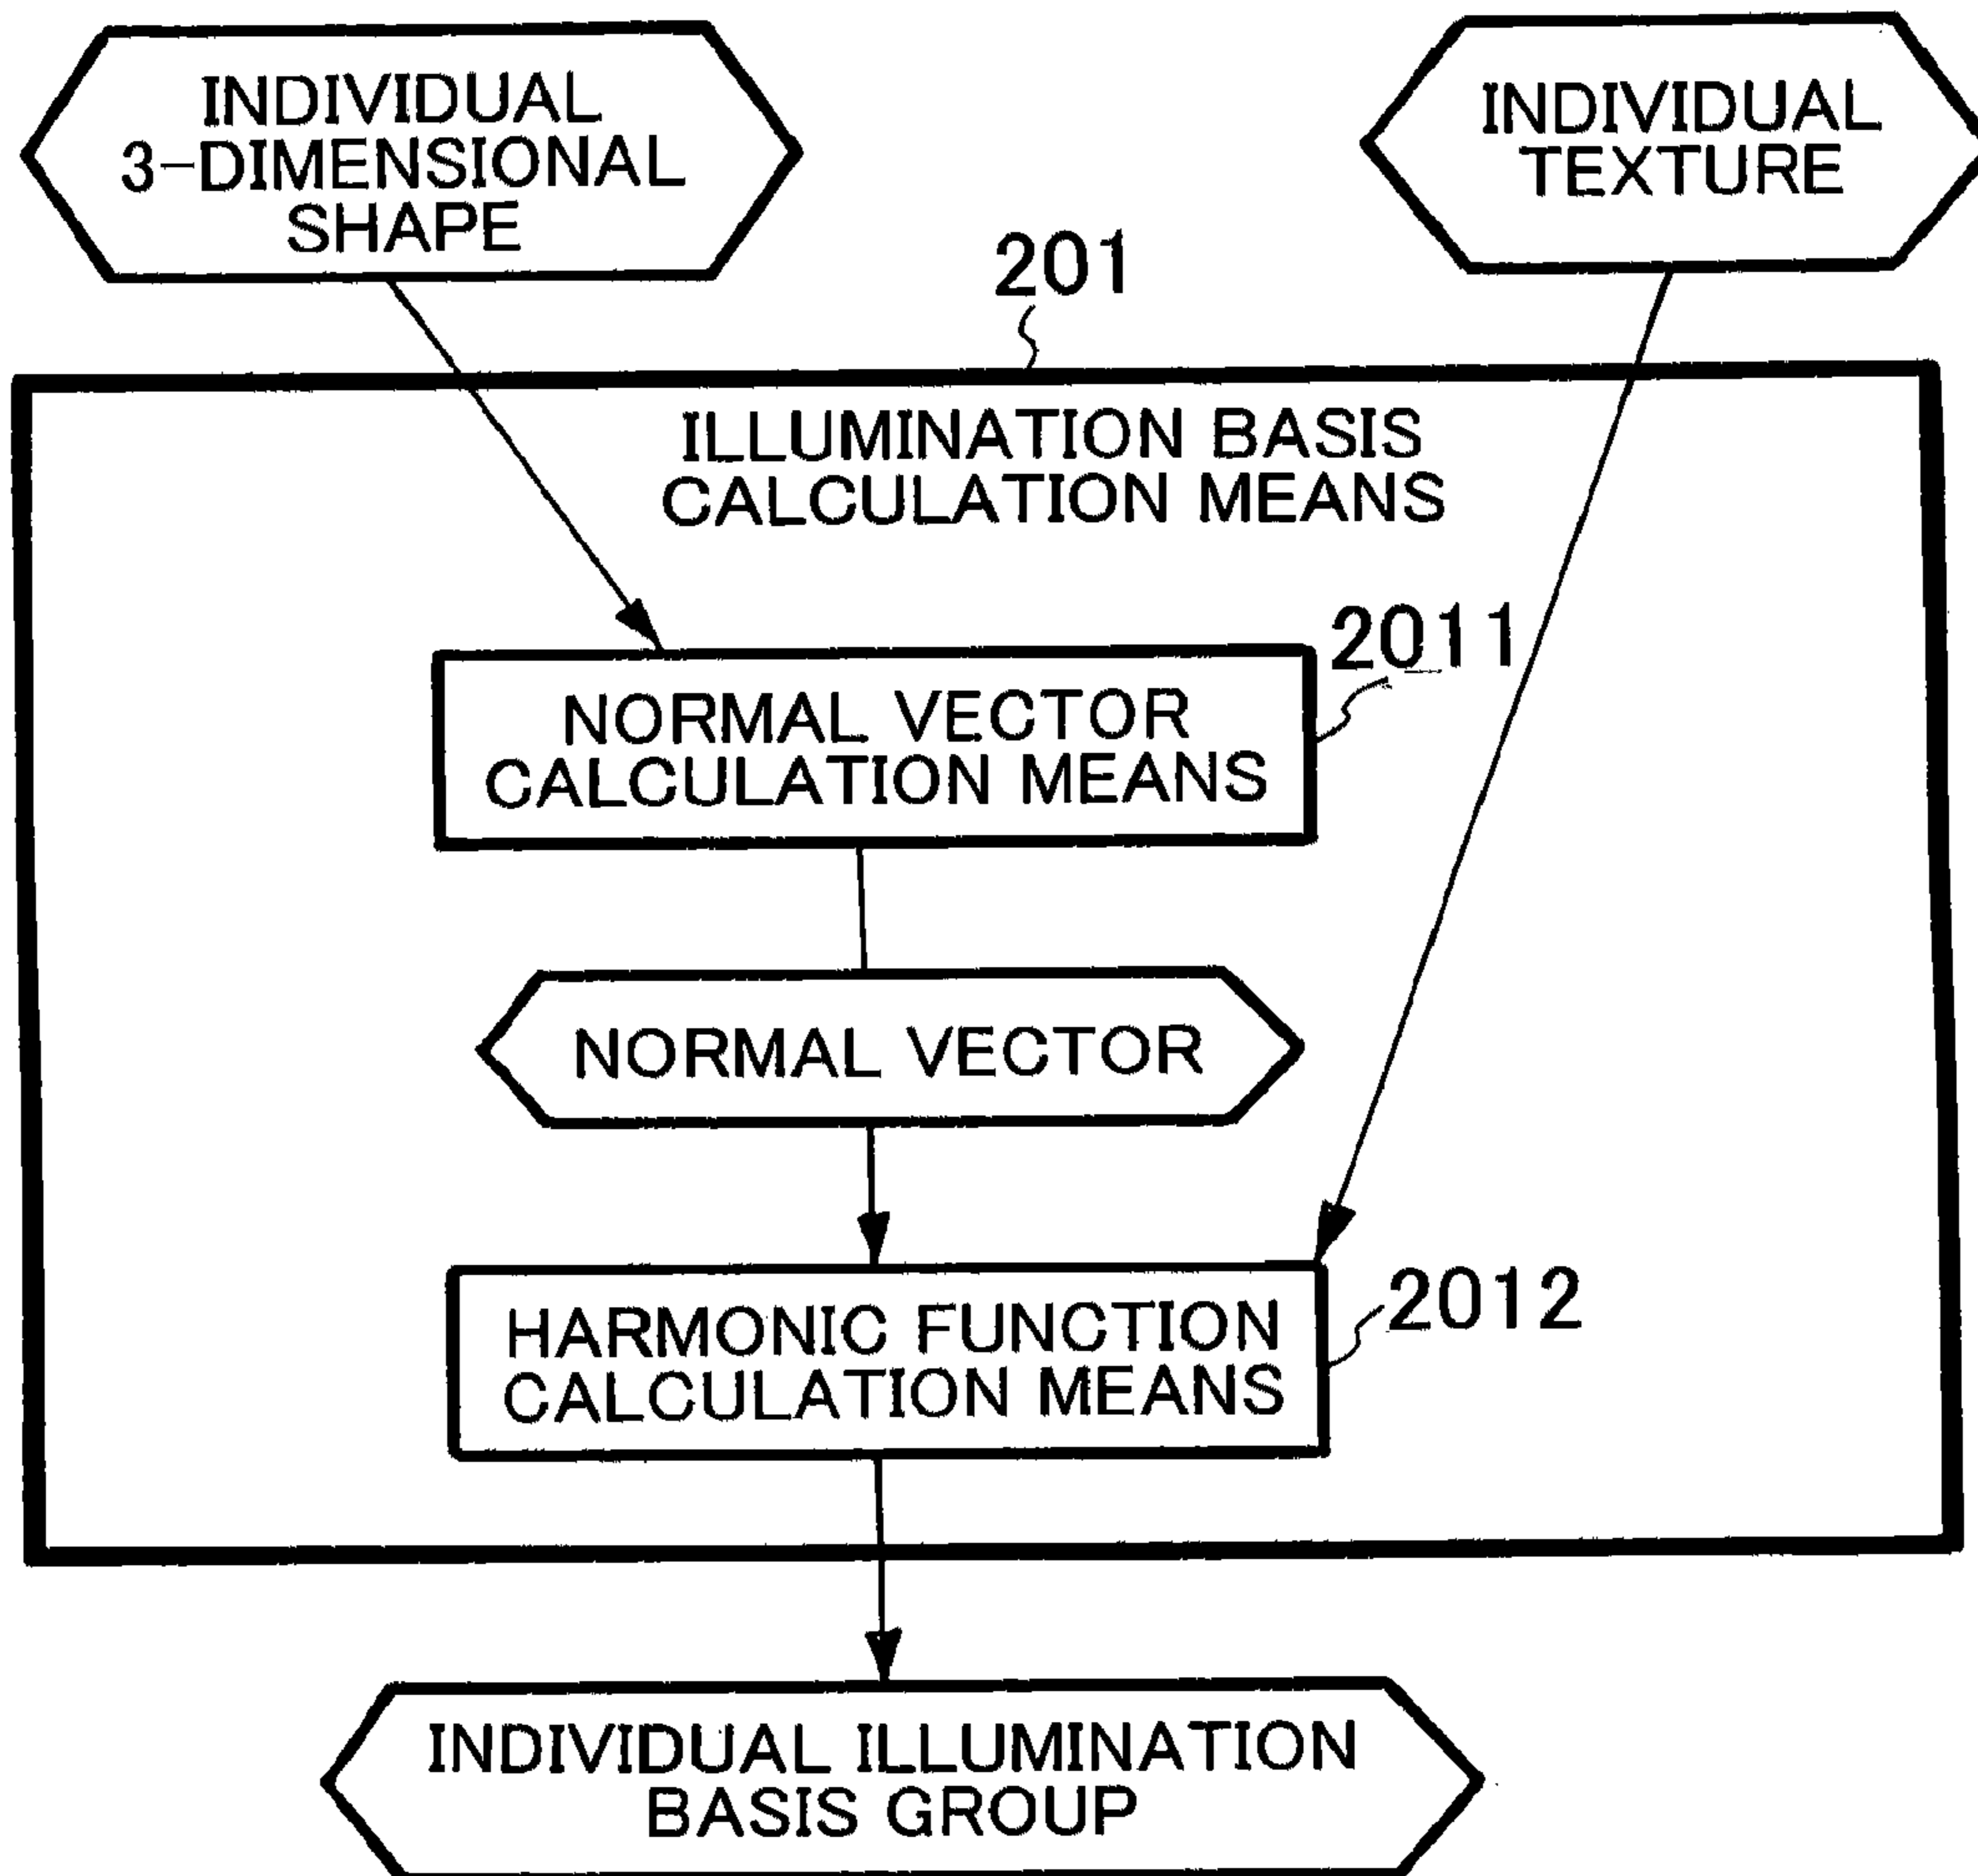 INDIVIDUAL
3-DIMENSIONAL
SHAPE
INDIVIDUAL
TEXTURE
201
ILLUMINATION BASIS
CALCULATION MEANS
2011
NORMAL VECTOR
CALCULATION MEANS
NORMAL VECTOR
HARMONIC FUNCTION
CALCULATION MEANS
2012
INDIVIDUAL ILLUMINATION
BASIS GROUP